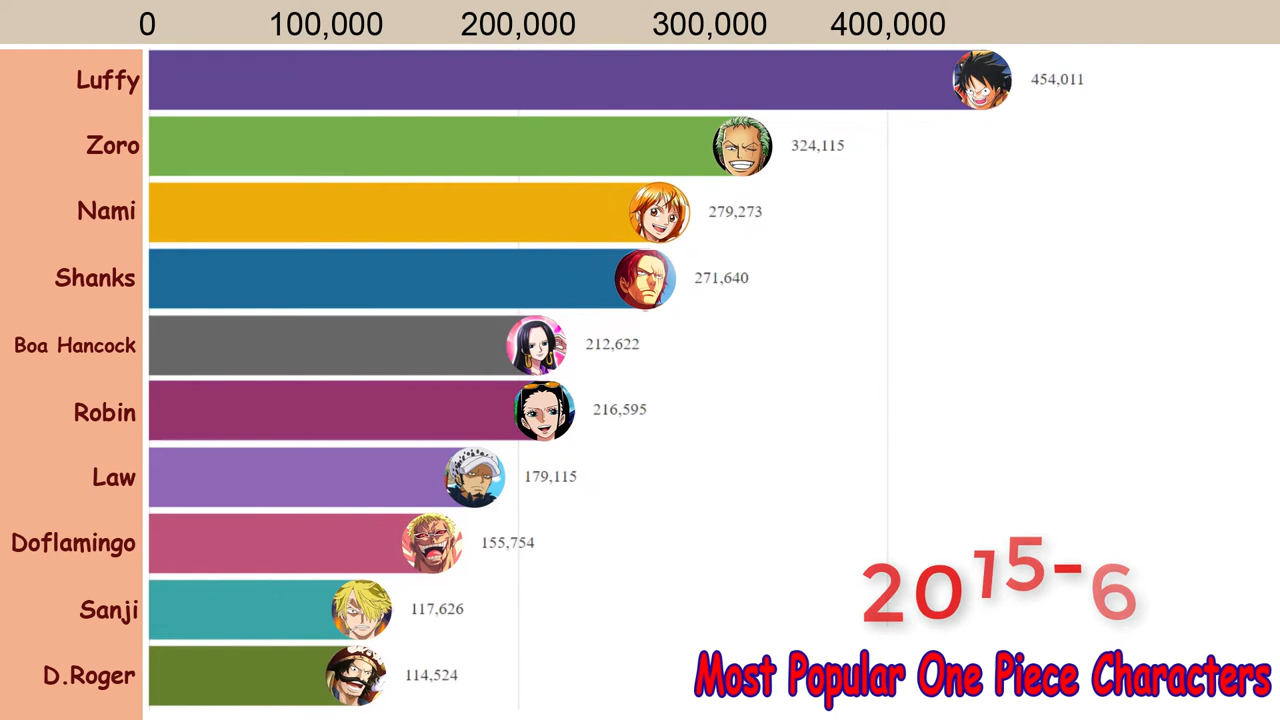 0 100,000 200,000 300,000 400,000
Luffy 454,011
Zoro 324,115
Nami 279,273
Shanks 271,640
Boa Hancock 212,622
Robin 216,595
Law 179,115
Doflamingo 155,754
Sanji 117,626
D.Roger 114,524
2015-6
Most Popular One Piece Characters